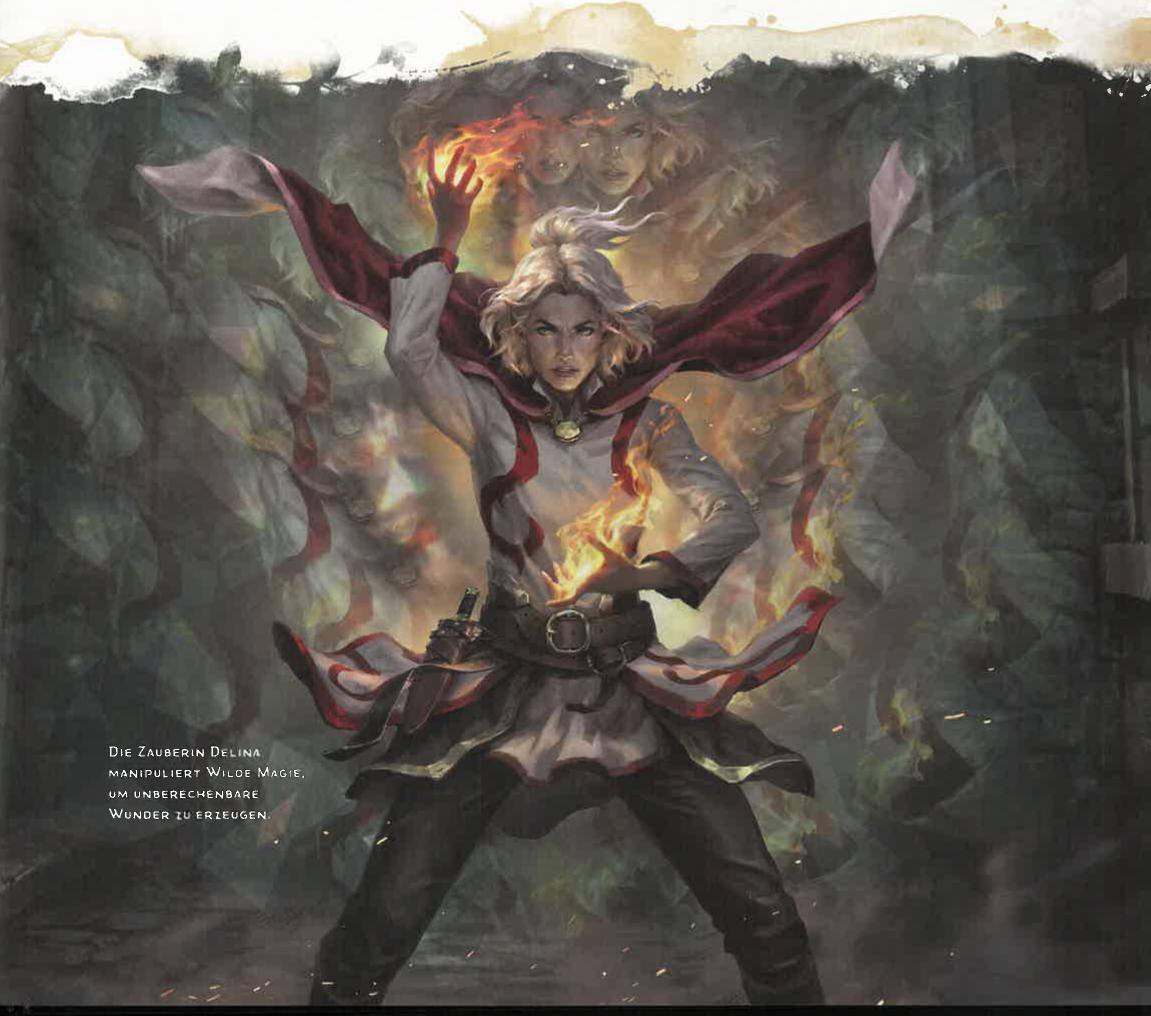 Die Zauberin Delina
manipuliert Wilde Magie,
um unberechenbare
Wunder zu erzeugen.